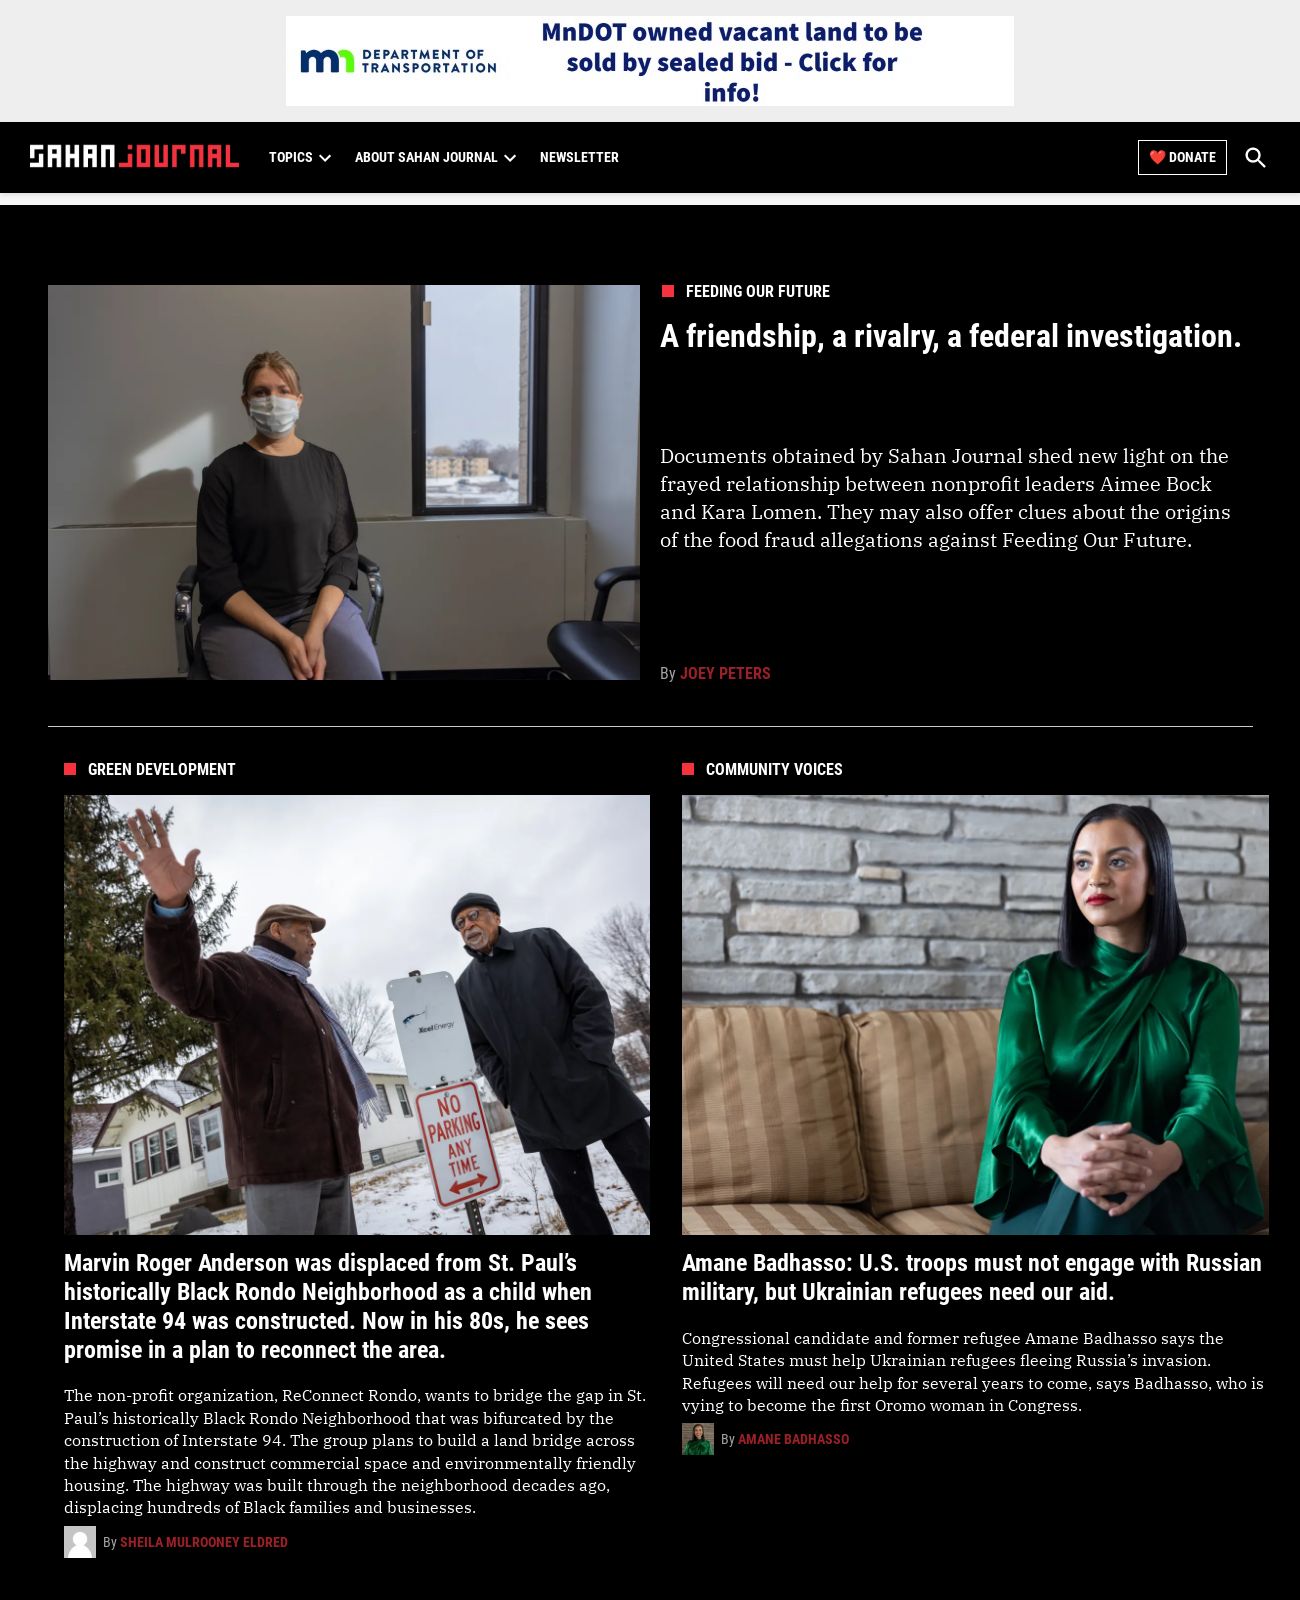 MnDOT owned vacant land to be
sold by sealed bid - Click for
info!
DEPARTMENT OF
TRANSPORTATION
SAHAN JOURNAL
TOPICS
ABOUT SAHAN JOURNAL
NEWSLETTER
DONATE
FEEDING OUR FUTURE
A friendship, a rivalry, a federal investigation.
Documents obtained by Sahan Journal shed new light on the
frayed relationship between nonprofit leaders Aimee Bock
and Kara Lomen. They may also offer clues about the origins
of the food fraud allegations against Feeding Our Future.
By JOEY PETERS
GREEN DEVELOPMENT
XcelEnergy
NO
PARKING
ANY
TIME
Marvin Roger Anderson was displaced from St. Paul’s
historically Black Rondo Neighborhood as a child when
Interstate 94 was constructed. Now in his 80s, he sees
promise in a plan to reconnect the area.
The non-profit organization, ReConnect Rondo, wants to bridge the gap in St.
Paul’s historically Black Rondo Neighborhood that was bifurcated by the
construction of Interstate 94. The group plans to build a land bridge across
the highway and construct commercial space and environmentally friendly
housing. The highway was built through the neighborhood decades ago,
displacing hundreds of Black families and businesses.
By SHEILA MULROONEY ELDRED
COMMUNITY VOICES
Amane Badhasso: U.S. troops must not engage with Russian
military, but Ukrainian refugees need our aid.
Congressional candidate and former refugee Amane Badhasso says the
United States must help Ukrainian refugees fleeing Russia’s invasion.
Refugees will need our help for several years to come, says Badhasso, who is
vying to become the first Oromo woman in Congress.
By AMANE BADHASSO